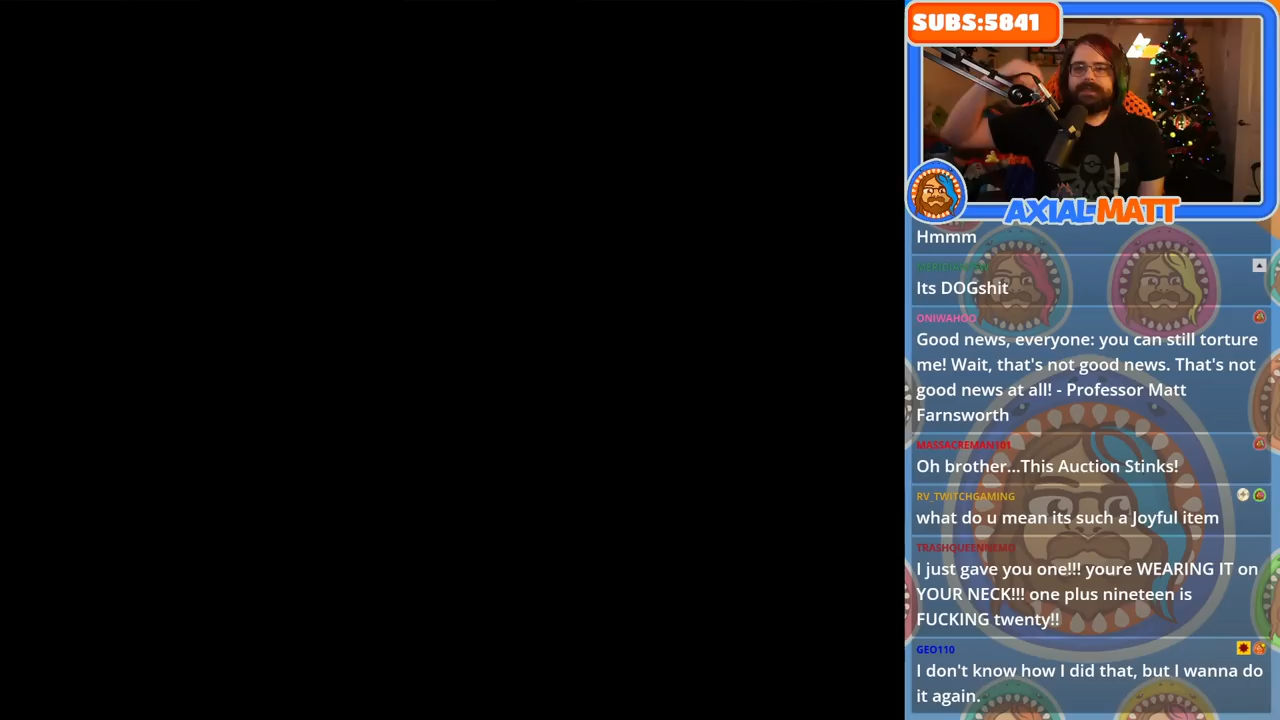 SUBS:5841
AXIALMATT
Hmmm
Its DOGshit
ONIWAHOO
Good news, everyone: you can still torture
me! Wait, that's not good news. That's not
good news at all! - Professor Matt
Farnsworth
MASSACREMAN101
Oh brother...This Auction Stinks!
RV_TWITCHGAMING
what do u mean its such a Joyful item
TRASHQUEENNEMO
I just gave you one!!! youre WEARING IT on
YOUR NECK!!! one plus nineteen is
FUCKING twenty!!
GEO110
I don't know how I did that, but I wanna do
it again.